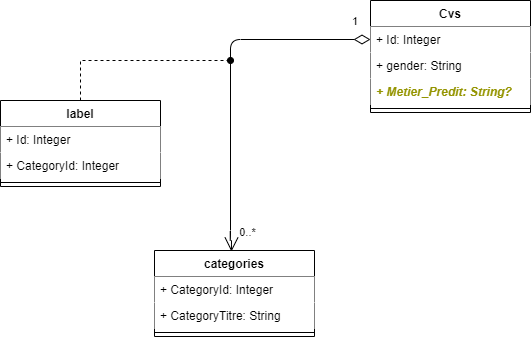 1
Cvs
+ Id: Integer
+ gender: String
+ Metier_Predit: String?
label
+ Id: Integer
+ CategoryId: Integer
0..*
categories
+ CategoryId: Integer
+ CategoryTitre: String